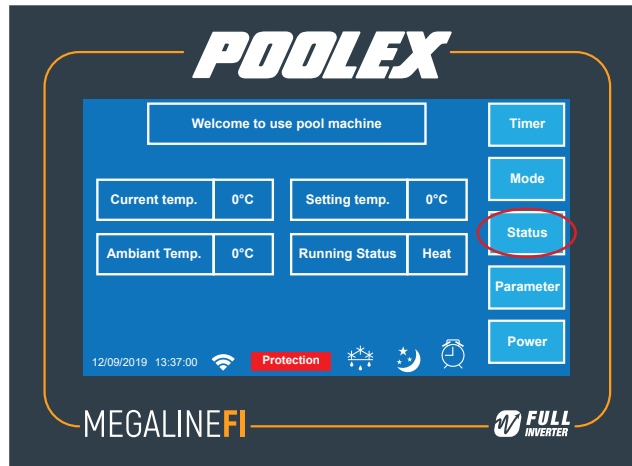 POOLEX
Welcome to use pool machine
Timer
Mode
Current temp. 0°C Setting temp. 0°C
Status
Ambiant Temp. 0°C Running Status Heat
Parameter
Power
12/09/2019 13:37:00 Protection
MEGALINEFI
FULL
INVERTER